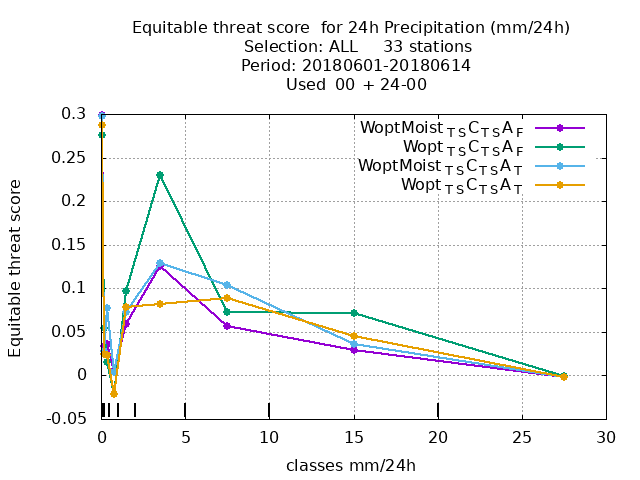 Equitable threat score for 24h Precipitation (mm/24h)
Selection: ALL 33 stations
Period: 20180601-20180614
Used 00 + 24-00
WoptMoist TS C TS A F
Wopt TS C TS A F
WoptMoist TS C TS A T
Wopt TS C TS A T
0.3
0.25
0.2
0.15
0.1
0.05
0
-0.05
Equitable threat score
0 5 10 15 20 25 30
classes mm/24h